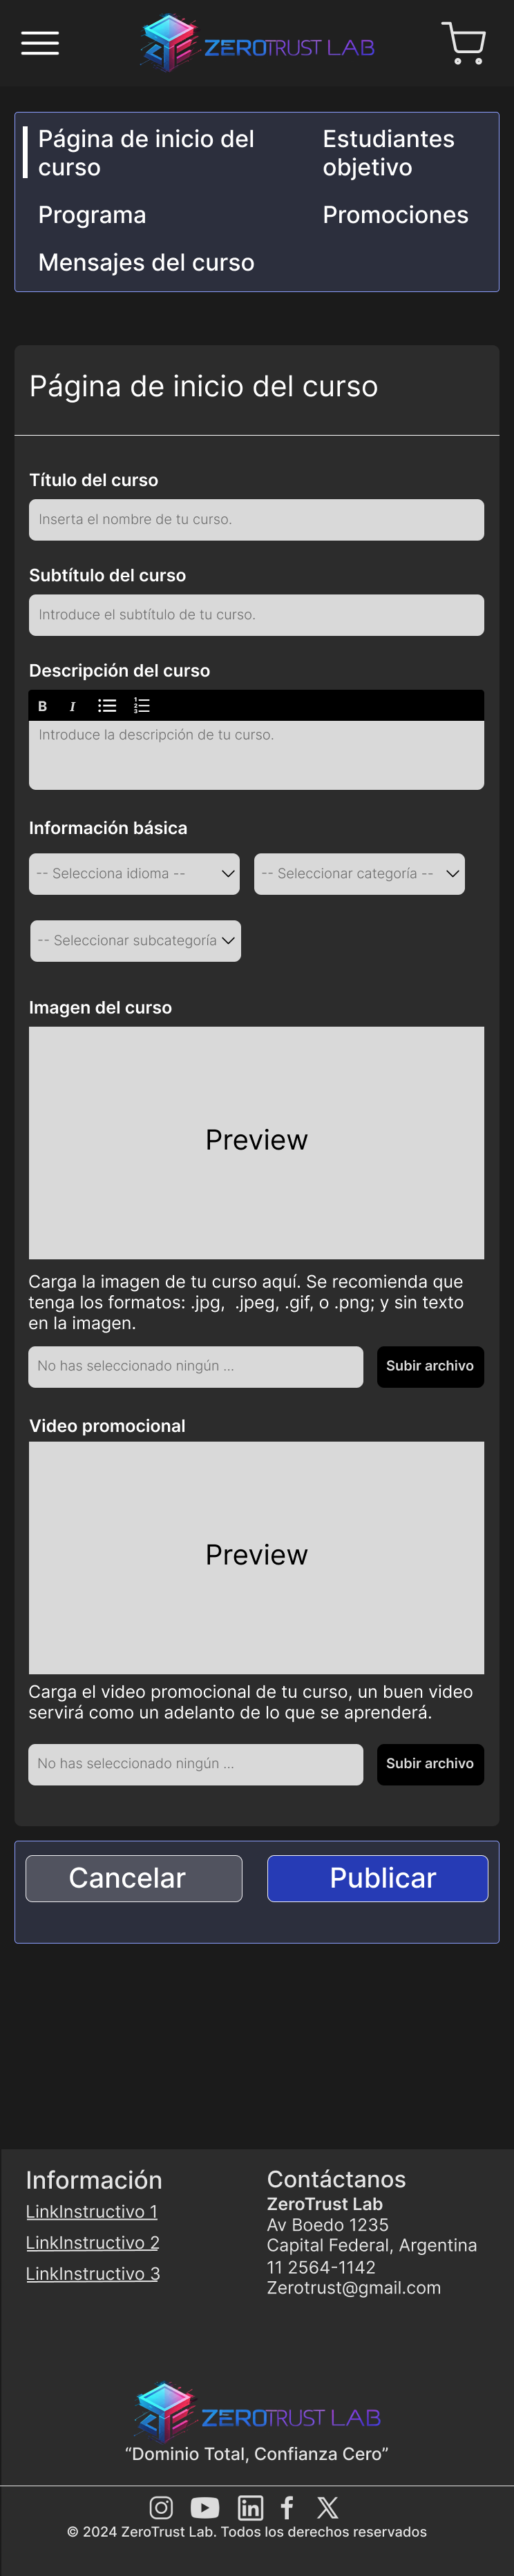 ZEROTRUST LAB
Página de inicio del curso
Estudiantes objetivo
Programa
Promociones
Mensajes del curso
Página de inicio del curso
Título del curso
Inserta el nombre de tu curso.
Subtítulo del curso
Introduce el subtítulo de tu curso.
Descripción del curso
B I
Introduce la descripción de tu curso.
Información básica
-- Selecciona idioma --
-- Seleccionar categoría --
-- Seleccionar subcategoría
Imagen del curso
Preview
Carga la imagen de tu curso aquí. Se recomienda que
tenga los formatos: .jpg,  .jpeg, .gif, o .png; y sin texto
en la imagen.
No has seleccionado ningún ...
Subir archivo
Video promocional
Preview
Carga el video promocional de tu curso, un buen video
servirá como un adelanto de lo que se aprenderá.
No has seleccionado ningún ...
Subir archivo
Cancelar
Publicar
Información
LinkInstructivo 1
LinkInstructivo 2
LinkInstructivo 3
Contáctanos
ZeroTrust Lab
Av Boedo 1235
Capital Federal, Argentina
11 2564-1142
Zerotrust@gmail.com
ZEROTRUST LAB
“Dominio Total, Confianza Cero”
© 2024 ZeroTrust Lab. Todos los derechos reservados